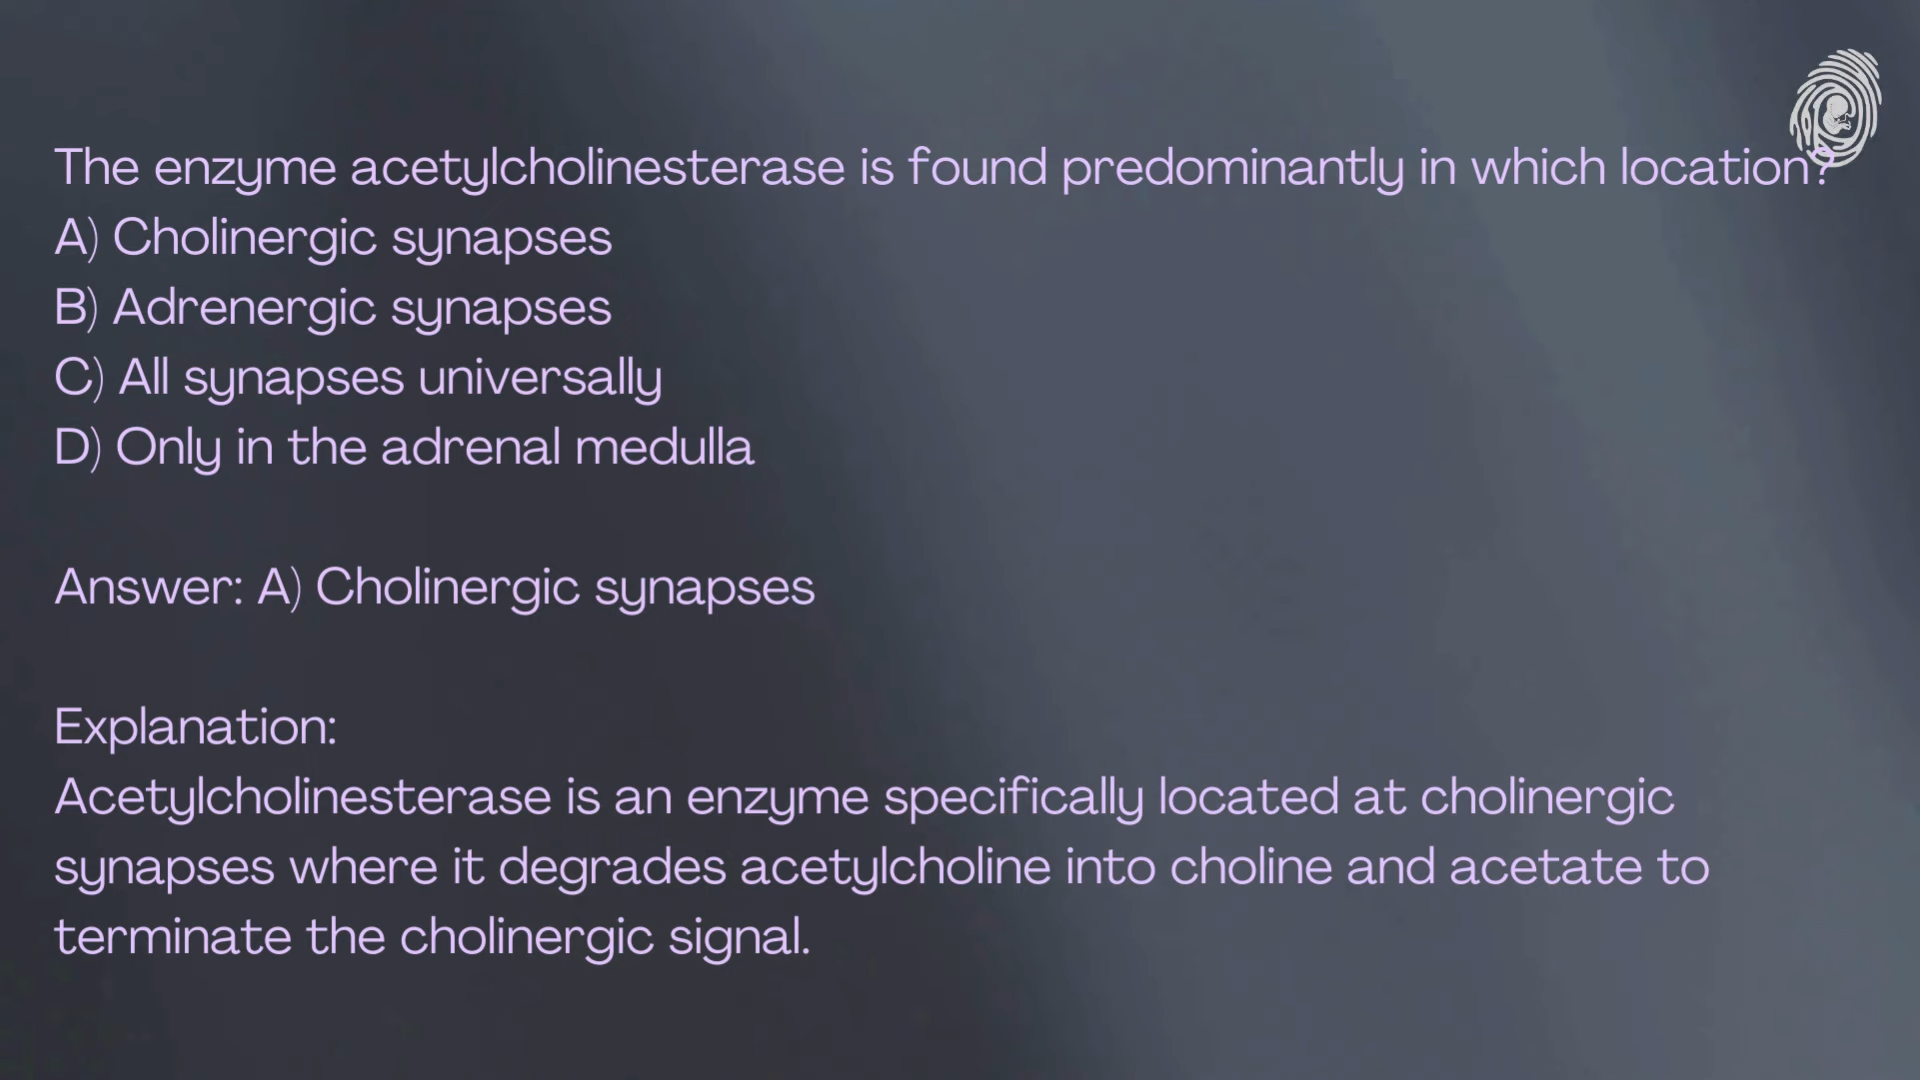 The enzyme acetylcholinesterase is found predominantly in which location?
A) Cholinergic synapses
B) Adrenergic synapses
C) All synapses universally
D) Only in the adrenal medulla
Answer: A) Cholinergic synapses
Explanation:
Acetylcholinesterase is an enzyme specifically located at cholinergic
synapses where it degrades acetylcholine into choline and acetate to
terminate the cholinergic signal.